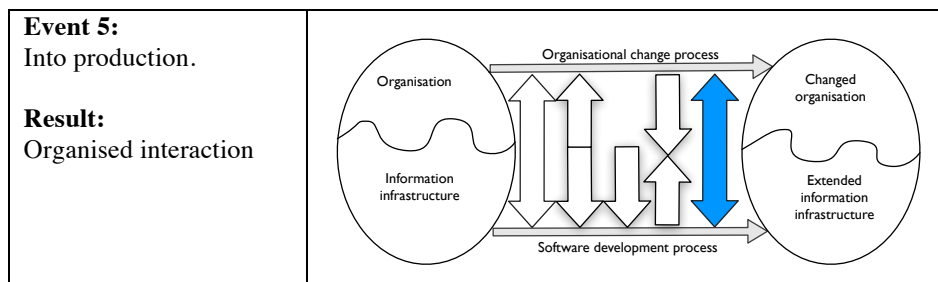 Event 5:
Into production.
Result:
Organised interaction
Organisational change process
Organisation
Changed
organisation
Information
infrastructure
Extended
information
infrastructure
Software development process